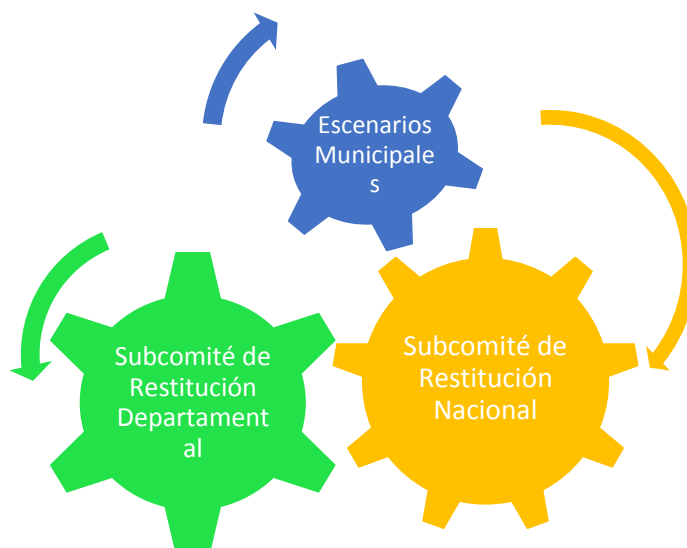 Escenarios
Municipale
s
Subcomité de
Restitución
Departament
al
Subcomité de
Restitución
Nacional